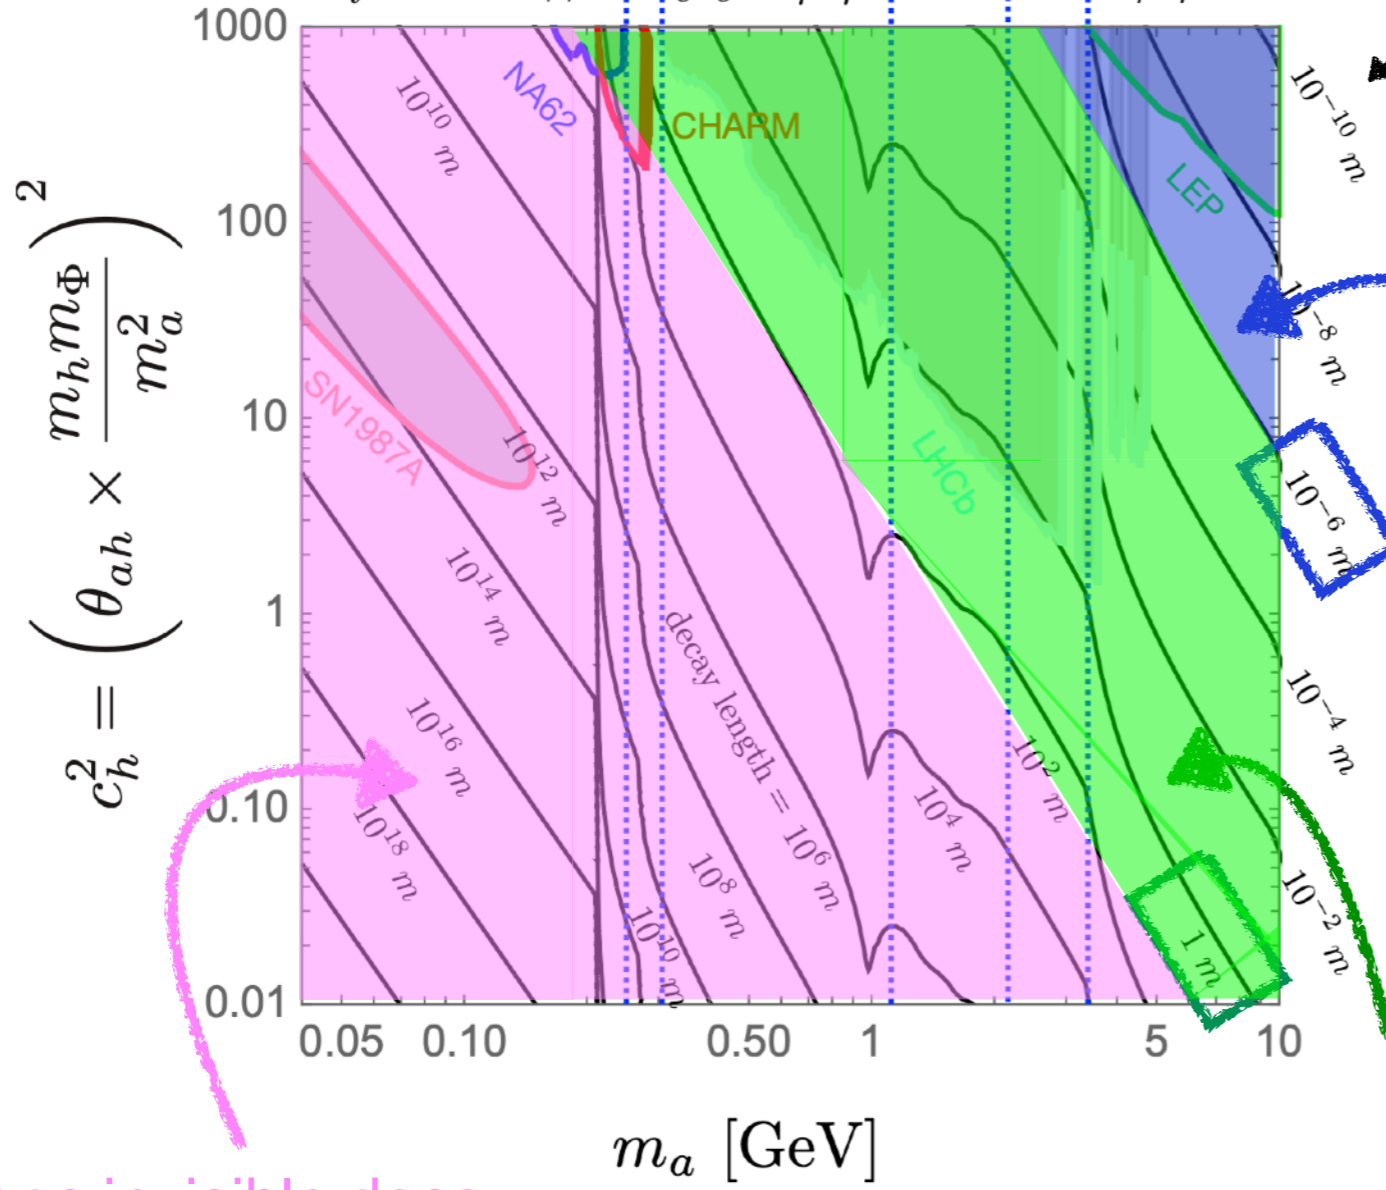 1000
100
10
1
0.10
0.01
0.05
0.10
0.50
1
5
10
m_a [GeV]
c_h^2 = ( θ_{ah} × \frac{m_h m_Φ}{m_a^2} )^2
NA62
CHARM
LEP
LHCb
SN1987A
10^{10} m
10^{12} m
10^{14} m
10^{16} m
10^{18} m
decay length = 10^6 m
10^{10} m
10^8 m
10^4 m
10^2 m
1 m
10^{-10} m
10^{-8} m
10^{-6} m
10^{-4} m
10^{-2} m